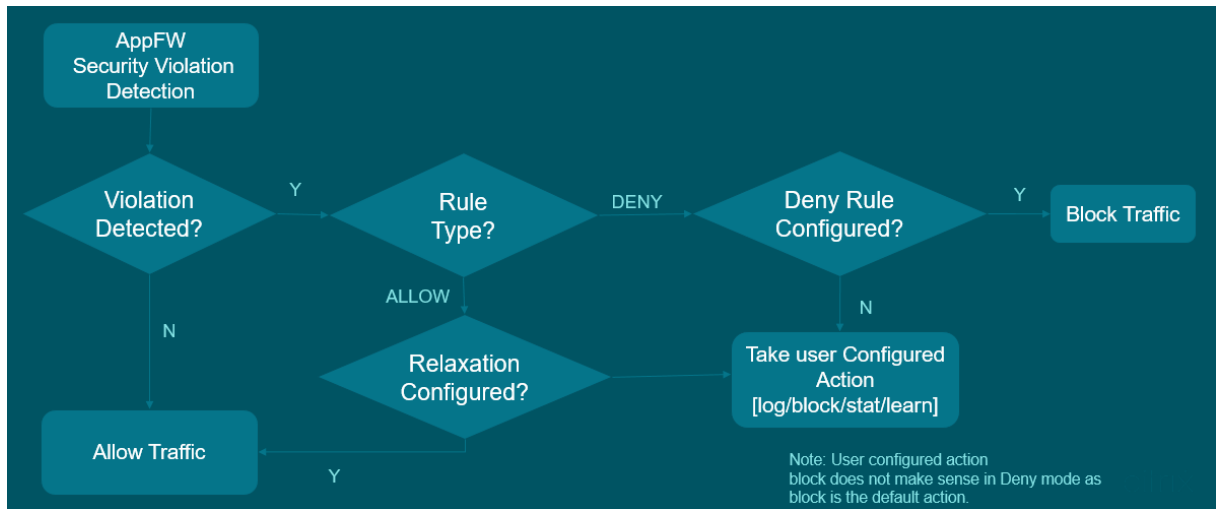 AppFW
Security Violation
Detection
Violation
Detected?
Y
Rule
Type?
DENY
Deny Rule
Configured?
Y
Block Traffic
ALLOW
N
N
Relaxation
Configured?
Take user Configured
Action
[log/block/stat/learn]
Allow Traffic
Y
Note: User configured action
block does not make sense in Deny mode as
block is the default action.